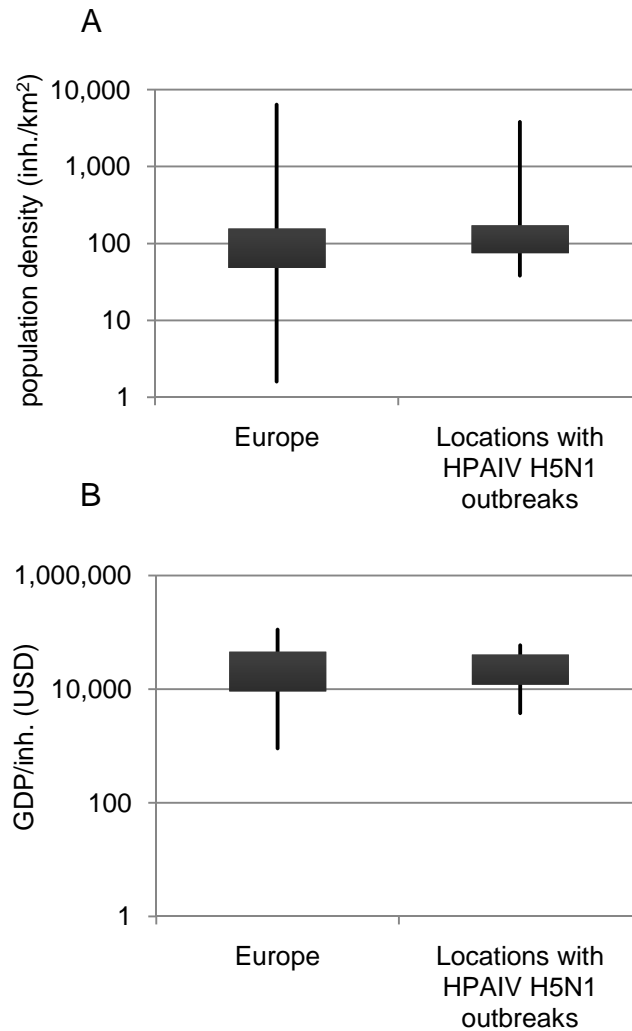 A
population density (inh./km²)
10,000
1,000
100
10
1
Europe
Locations with
HPAIV H5N1
outbreaks
B
GDP/inh. (USD)
1,000,000
10,000
100
1
Europe
Locations with
HPAIV H5N1
outbreaks